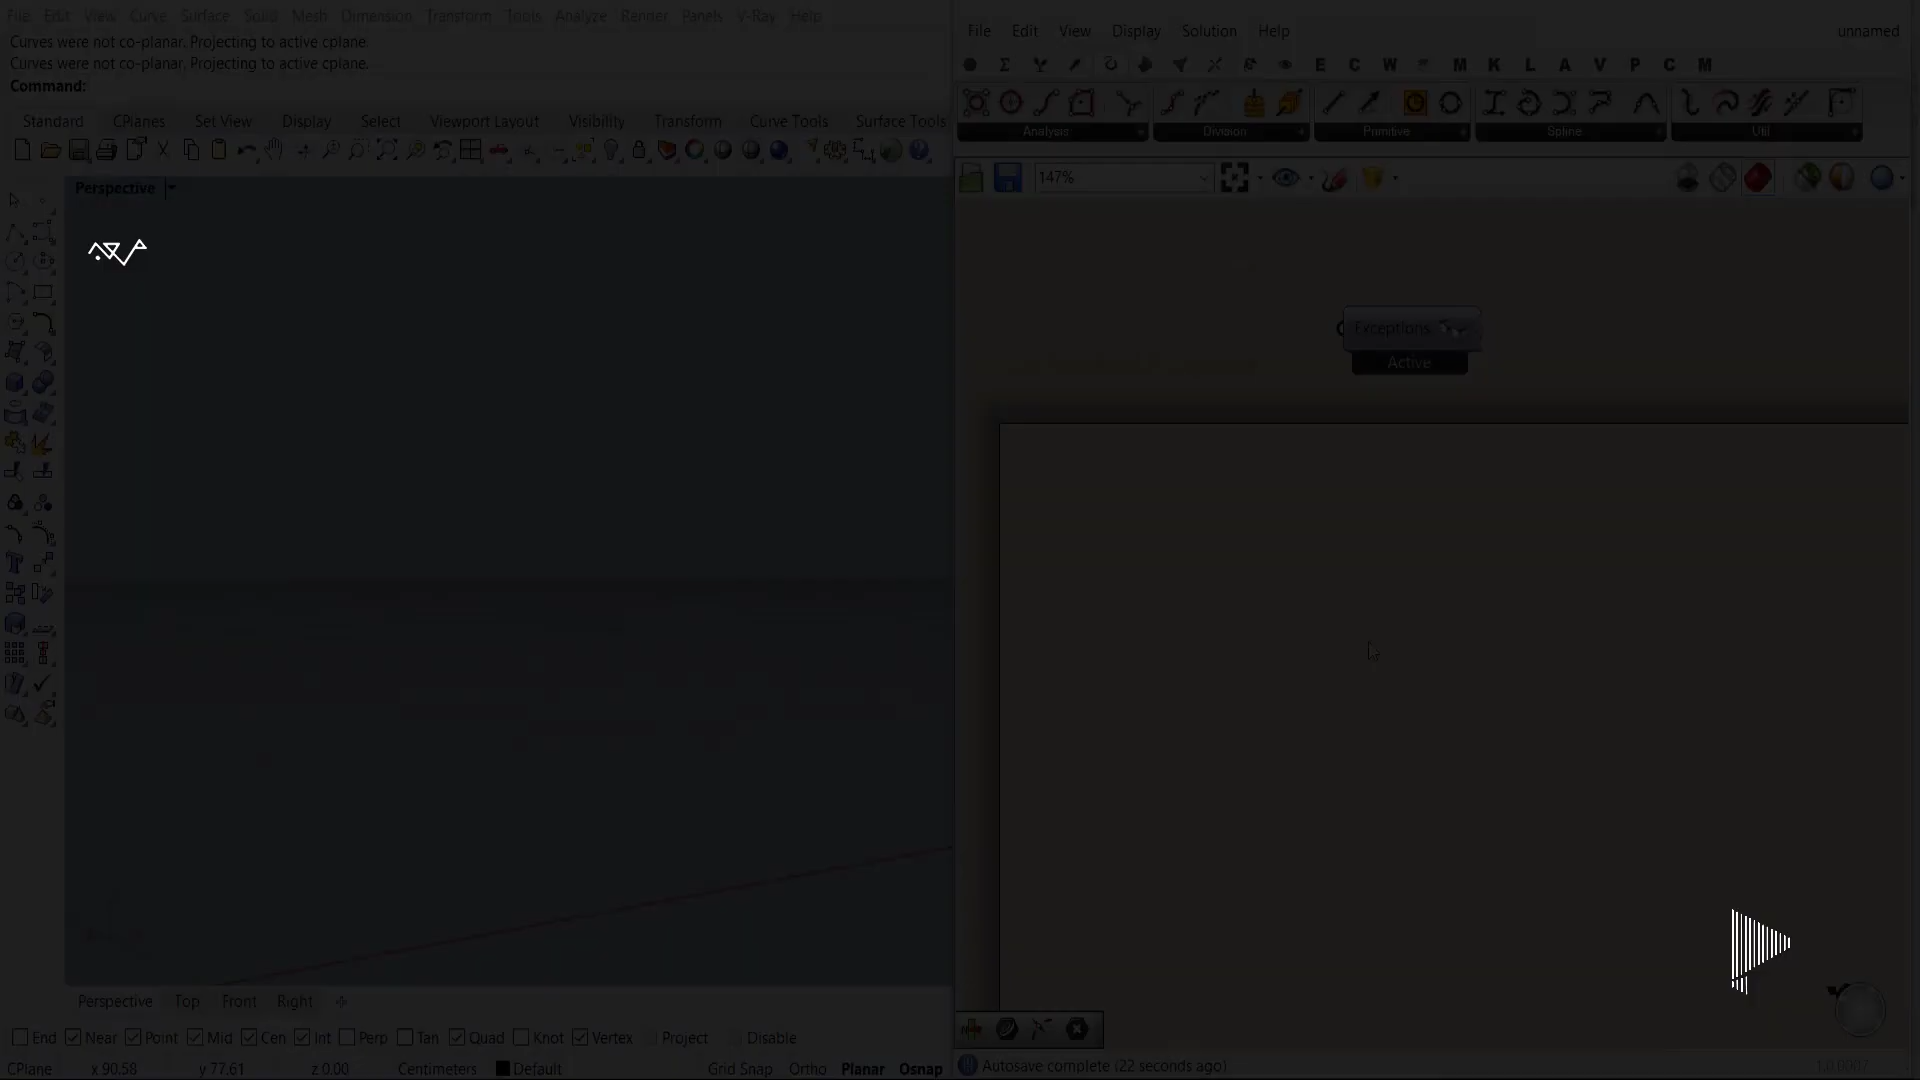 File Edit View Curve Surface Solid Mesh Dimension Transform Tools Analyze Render Panels V-Ray Help
Curves were not co-planar. Projecting to active cplane.
Curves were not co-planar. Projecting to active cplane.
Command:
Standard CPlanes Set View Display Select Viewport Layout Visibility Transform Curve Tools Surface Tools
Perspective
Perspective Top Front Right
End Near Point Mid Cen Int Perp Tan Quad Knot Vertex Project Disable
CPlane x 90.58 y 77.61 z 0.00 Centimeters Default Grid Snap Ortho Planar Osnap
File Edit View Display Solution Help unnamed
E C W M K L A V P C M
Analysis Division Primitive Spline Util
147%
Exceptions
Active
Autosave complete (22 seconds ago)
1.0.0007